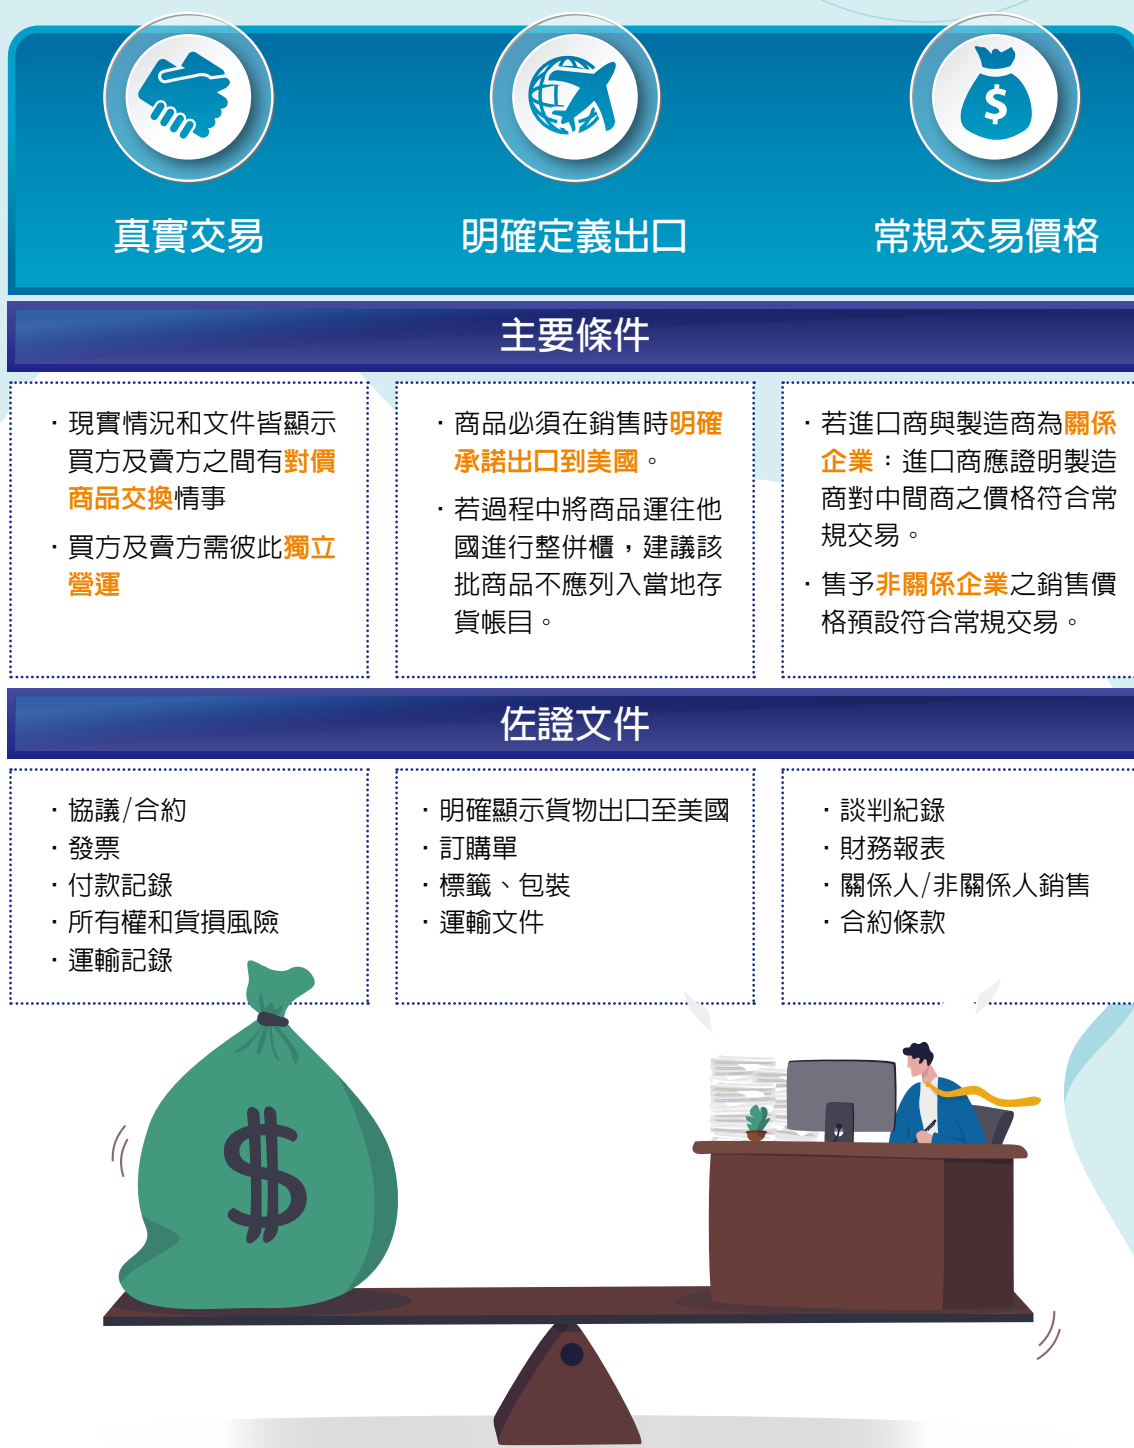 真實交易
明確定義出口
常規交易價格
主要條件
·現實情況和文件皆顯示
買方及賣方之間有對價
商品交換情事
·買方及賣方需彼此獨立
營運
·商品必須在銷售時明確
承諾出口到美國。
·若過程中將商品運往他
國進行整併櫃，建議該
批商品不應列入當地存
貨帳目。
·若進口商與製造商為關係
企業：進口商應證明製造
商對中間商之價格符合常
規交易。
·售予非關係企業之銷售價
格預設符合常規交易。
佐證文件
·協議/合約
·發票
·付款記錄
·所有權和貨損風險
·運輸記錄
·明確顯示貨物出口至美國
·訂購單
·標籤、包裝
·運輸文件
·談判紀錄
·財務報表
·關係人/非關係人銷售
·合約條款